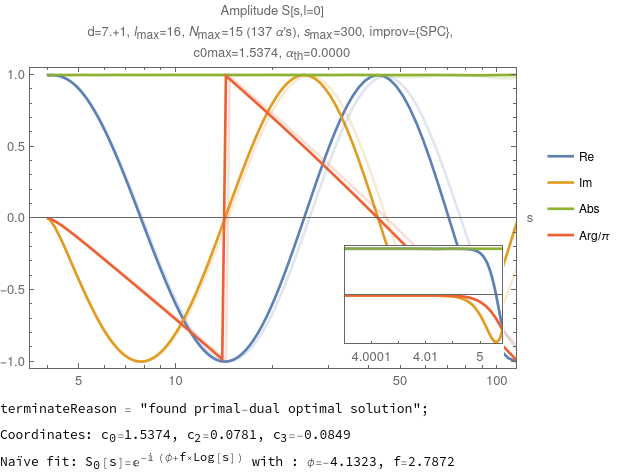 Amplitude S[s,l=0]
d=7.+1, lmax=16, Nmax=15 (137 α's), smax=300, improv={SPC},
c0max=1.5374, αth=0.0000
1.0
0.5
0.0
-0.5
-1.0
5
10
50
100
s
4.0001
4.01
5
Re
Im
Abs
Arg/π
terminateReason = "found primal-dual optimal solution";
Coordinates: c0=1.5374, c2=0.0781, c3=-0.0849
Naïve fit: S0[s]=e^-i (ϕ+f×Log[s]) with : ϕ=-4.1323, f=2.7872